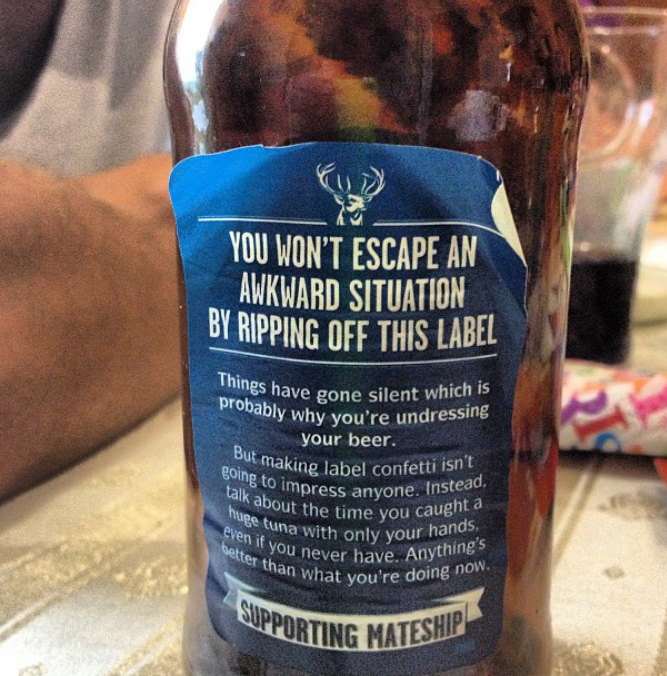 YOU WON'T ESCAPE AN
AWKWARD SITUATION
BY RIPPING OFF THIS LABEL
Things have gone silent which is
probably why you're undressing
your beer.
But making label confetti isn't
going to impress anyone. Instead,
talk about the time you caught a
huge tuna with only your hands,
even if you never have. Anything's
better than what you're doing now.
SUPPORTING MATESHIP